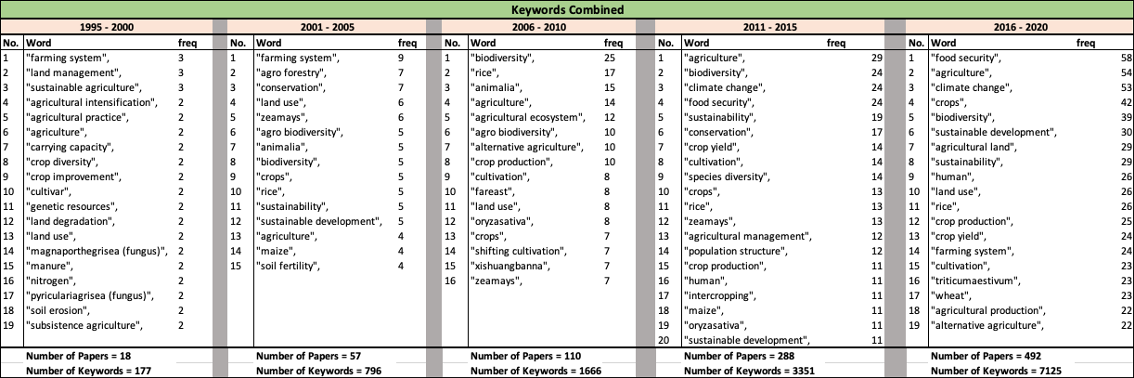 Keywords Combined
1995 - 2000 2001 - 2005 2006 - 2010 2011 - 2015 2016 - 2020
No. Word freq No. Word freq No. Word freq No. Word freq No. Word freq
1 "farming system", 3 1 "farming system", 9 1 "biodiversity", 25 1 "agriculture", 29 1 "food security", 58
2 "land management", 3 2 "agro forestry", 7 2 "rice", 17 2 "biodiversity", 24 2 "agriculture", 54
3 "sustainable agriculture", 3 3 "conservation", 7 3 "animalia", 15 3 "climate change", 24 3 "climate change", 53
4 "agricultural intensification", 2 4 "land use", 6 4 "agriculture", 14 4 "food security", 24 4 "crops", 42
5 "agricultural practice", 2 5 "zeamays", 6 5 "agricultural ecosystem", 12 5 "sustainability", 19 5 "biodiversity", 39
6 "agriculture", 2 6 "agro biodiversity", 5 6 "agro biodiversity", 10 6 "conservation", 17 6 "sustainable development", 30
7 "carrying capacity", 2 7 "animalia", 5 7 "alternative agriculture", 10 7 "crop yield", 14 7 "agricultural land", 29
8 "crop diversity", 2 8 "biodiversity", 5 8 "crop production", 10 8 "cultivation", 14 8 "sustainability", 29
9 "crop improvement", 2 9 "crops", 5 9 "cultivation", 8 9 "species diversity", 14 9 "human", 26
10 "cultivar", 2 10 "rice", 5 10 "fareast", 8 10 "crops", 13 10 "land use", 26
11 "genetic resources", 2 11 "sustainability", 5 11 "land use", 8 11 "rice", 13 11 "rice", 26
12 "land degradation", 2 12 "sustainable development", 5 12 "oryzasativa", 8 12 "zeamays", 13 12 "crop production", 25
13 "land use", 2 13 "agriculture", 4 13 "crops", 7 13 "agricultural management", 12 13 "crop yield", 24
14 "magnaporthegrisea (fungus)", 2 14 "maize", 4 14 "shifting cultivation", 7 14 "population structure", 12 14 "farming system", 24
15 "manure", 2 15 "soil fertility", 4 15 "xishuangbanna", 7 15 "crop production", 11 15 "cultivation", 23
16 "nitrogen", 2 16 "zeamays", 7 16 "human", 11 16 "triticumaestivum", 23
17 "pyriculariagrisea (fungus)", 2 17 "intercropping", 11 17 "wheat", 23
18 "soil erosion", 2 18 "maize", 11 18 "agricultural production", 22
19 "subsistence agriculture", 2 19 "oryzasativa", 11 19 "alternative agriculture", 22
20 "sustainable development", 11
Number of Papers = 18 Number of Papers = 57 Number of Papers = 110 Number of Papers = 288 Number of Papers = 492
Number of Keywords = 177 Number of Keywords = 796 Number of Keywords = 1666 Number of Keywords = 3351 Number of Keywords = 7125